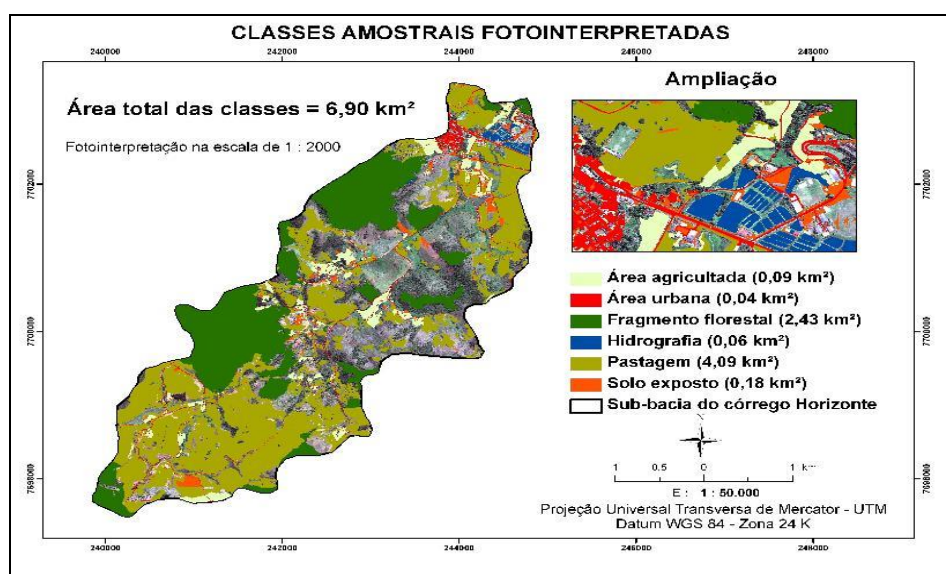 CLASSES AMOSTRAIS FOTOINTERPRETADAS
240000 242000 244000 246000 248000
Área total das classes = 6,90 km²
Fotointerpretação na escala de 1 : 2000
Ampliação
7702000 7702000
7700000 7700000
7698000 7698000
Área agricultada (0,09 km²)
Área urbana (0,04 km²)
Fragmento florestal (2,43 km²)
Hidrografia (0,06 km²)
Pastagem (4,09 km²)
Solo exposto (0,18 km²)
Sub-bacia do córrego Horizonte
N
1 0.5 0 1 km
E : 1 : 50.000
Projeção Universal Transversa de Mercator - UTM
Datum WGS 84 - Zona 24 K
240000 242000 244000 246000 248000